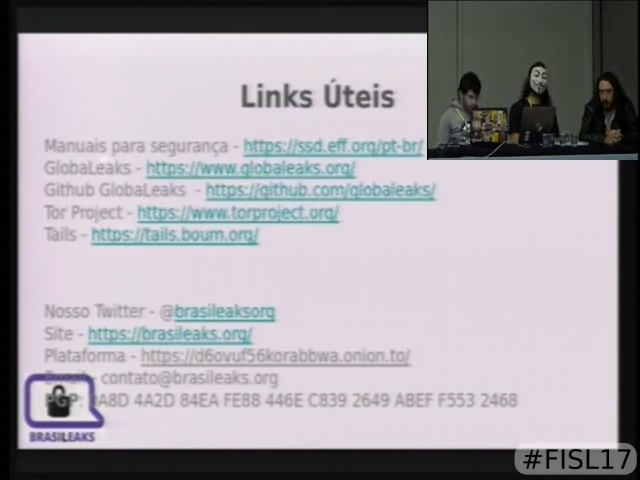 Links Úteis
Manuais para segurança - https://ssd.eff.org/pt-br/
GlobaLeaks - https://www.globaleaks.org/
Github GlobaLeaks - https://github.com/globaleaks/
Tor Project - https://www.torproject.org/
Tails - https://tails.boum.org/
Nosso Twitter - @brasileaksorg
Site - https://brasileaks.org/
Plataforma - https://d6ovuf56korabbwa.onion.to/
Email - contato@brasileaks.org
PGP: 4A2D 84EA FE88 446E C839 2649 ABEF F553 2468
BRASILEAKS
#FISL17